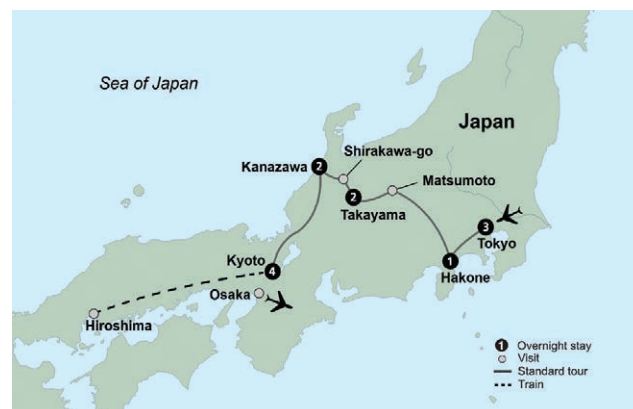 Sea of Japan
Japan
Shirakawa-go
Kanazawa
2
Matsumoto
2
Takayama
3
Tokyo
Kyoto
4
1
Hakone
Osaka
Hiroshima
1 Overnight stay
Visit
Standard tour
Train